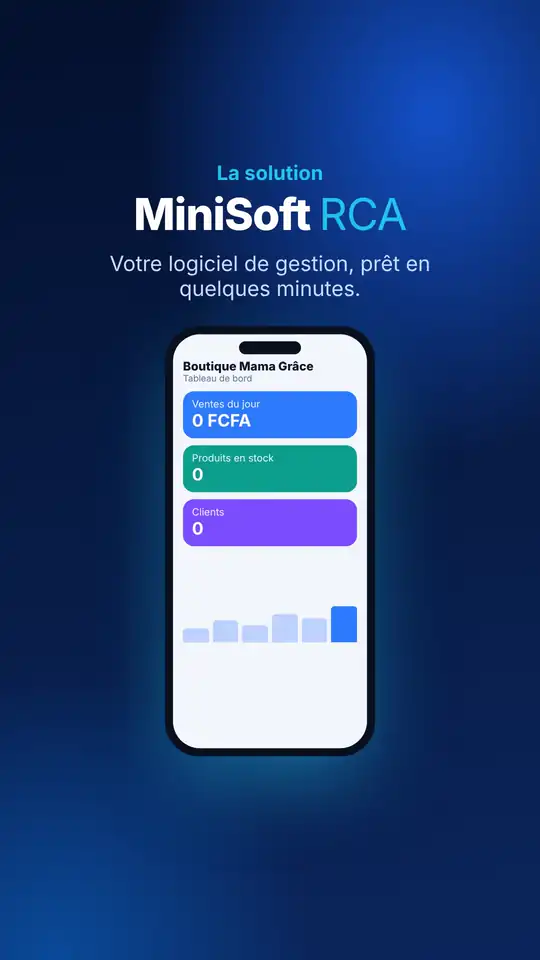 La solution
MiniSoft RCA
Votre logiciel de gestion, prêt en
quelques minutes.
Boutique Mama Grâce
Tableau de bord
Ventes du jour
0 FCFA
Produits en stock
0
Clients
0